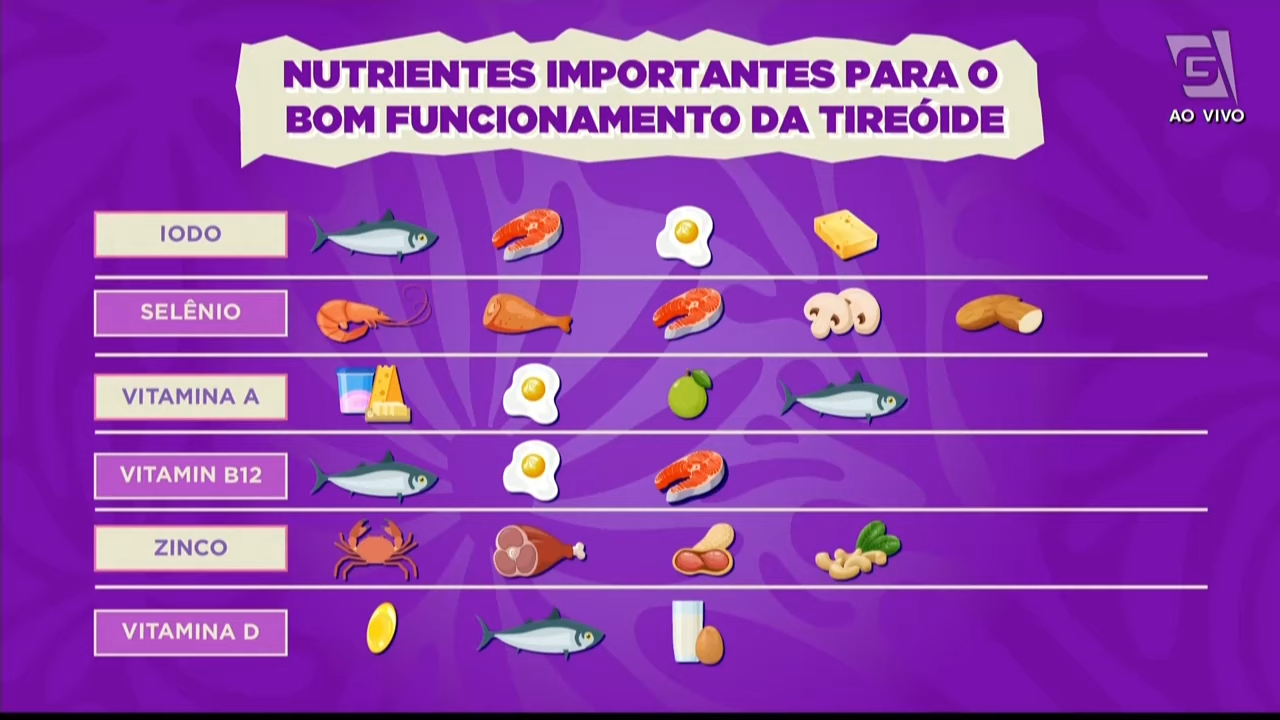 NUTRIENTES IMPORTANTES PARA O
BOM FUNCIONAMENTO DA TIREÓIDE
AO VIVO
IODO
SELÊNIO
VITAMINA A
VITAMIN B12
ZINCO
VITAMINA D